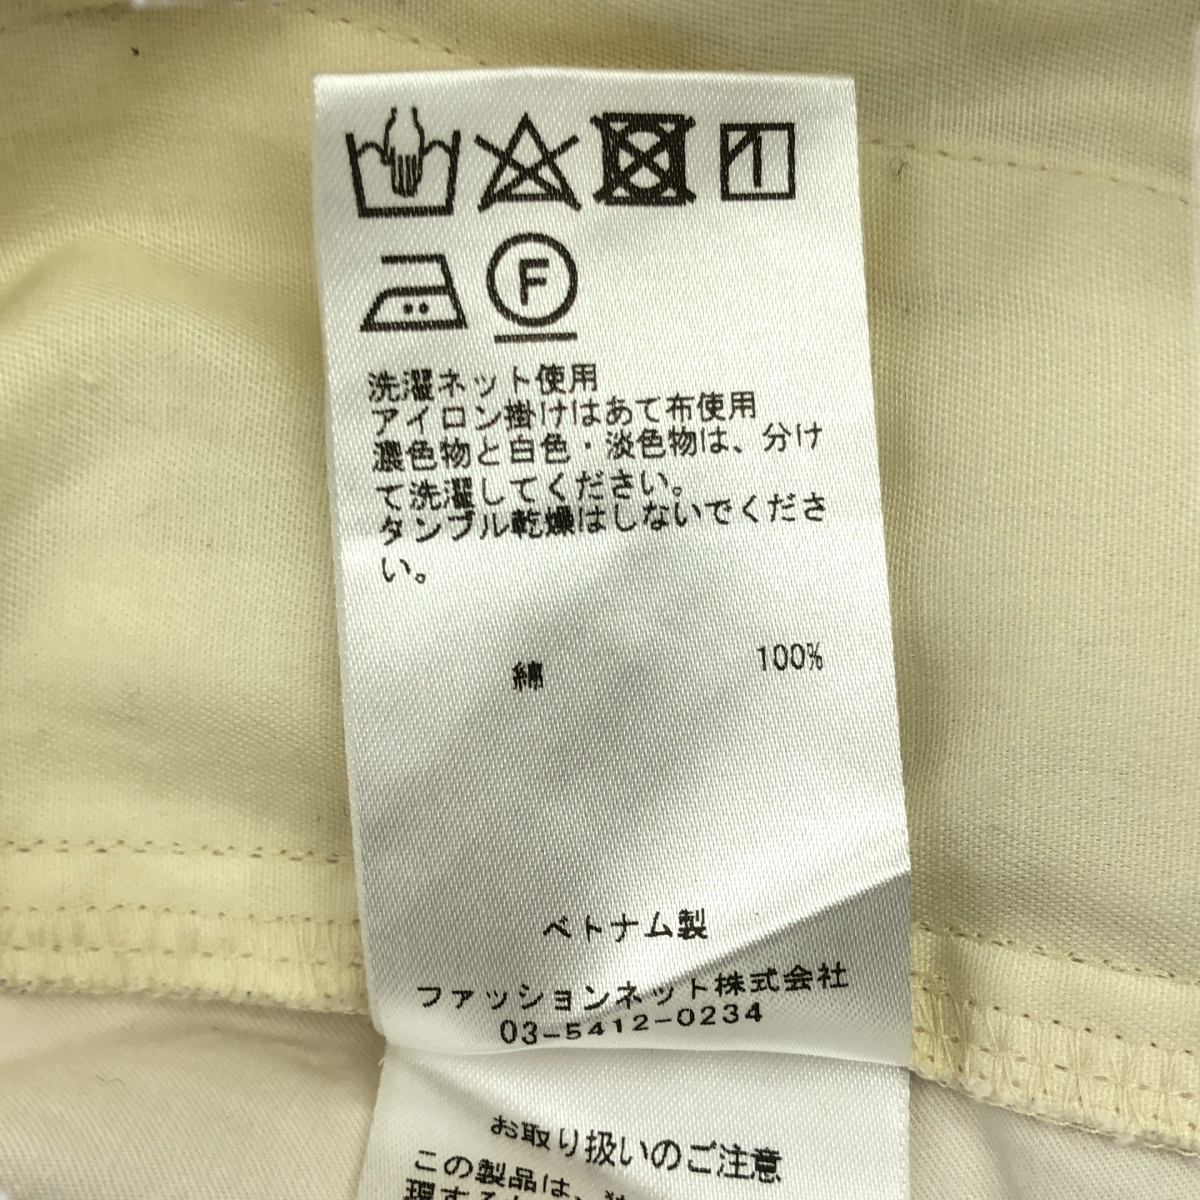 F
洗濯ネット使用
アイロン掛けはあて布使用
濃色物と白色・淡色物は、分け
て洗濯してください。
タンブル乾燥はしないでくださ
い。
綿 100%
ベトナム製
ファッションネット株式会社
03-5412-0234
お取り扱いのご注意
この製品は、
理する